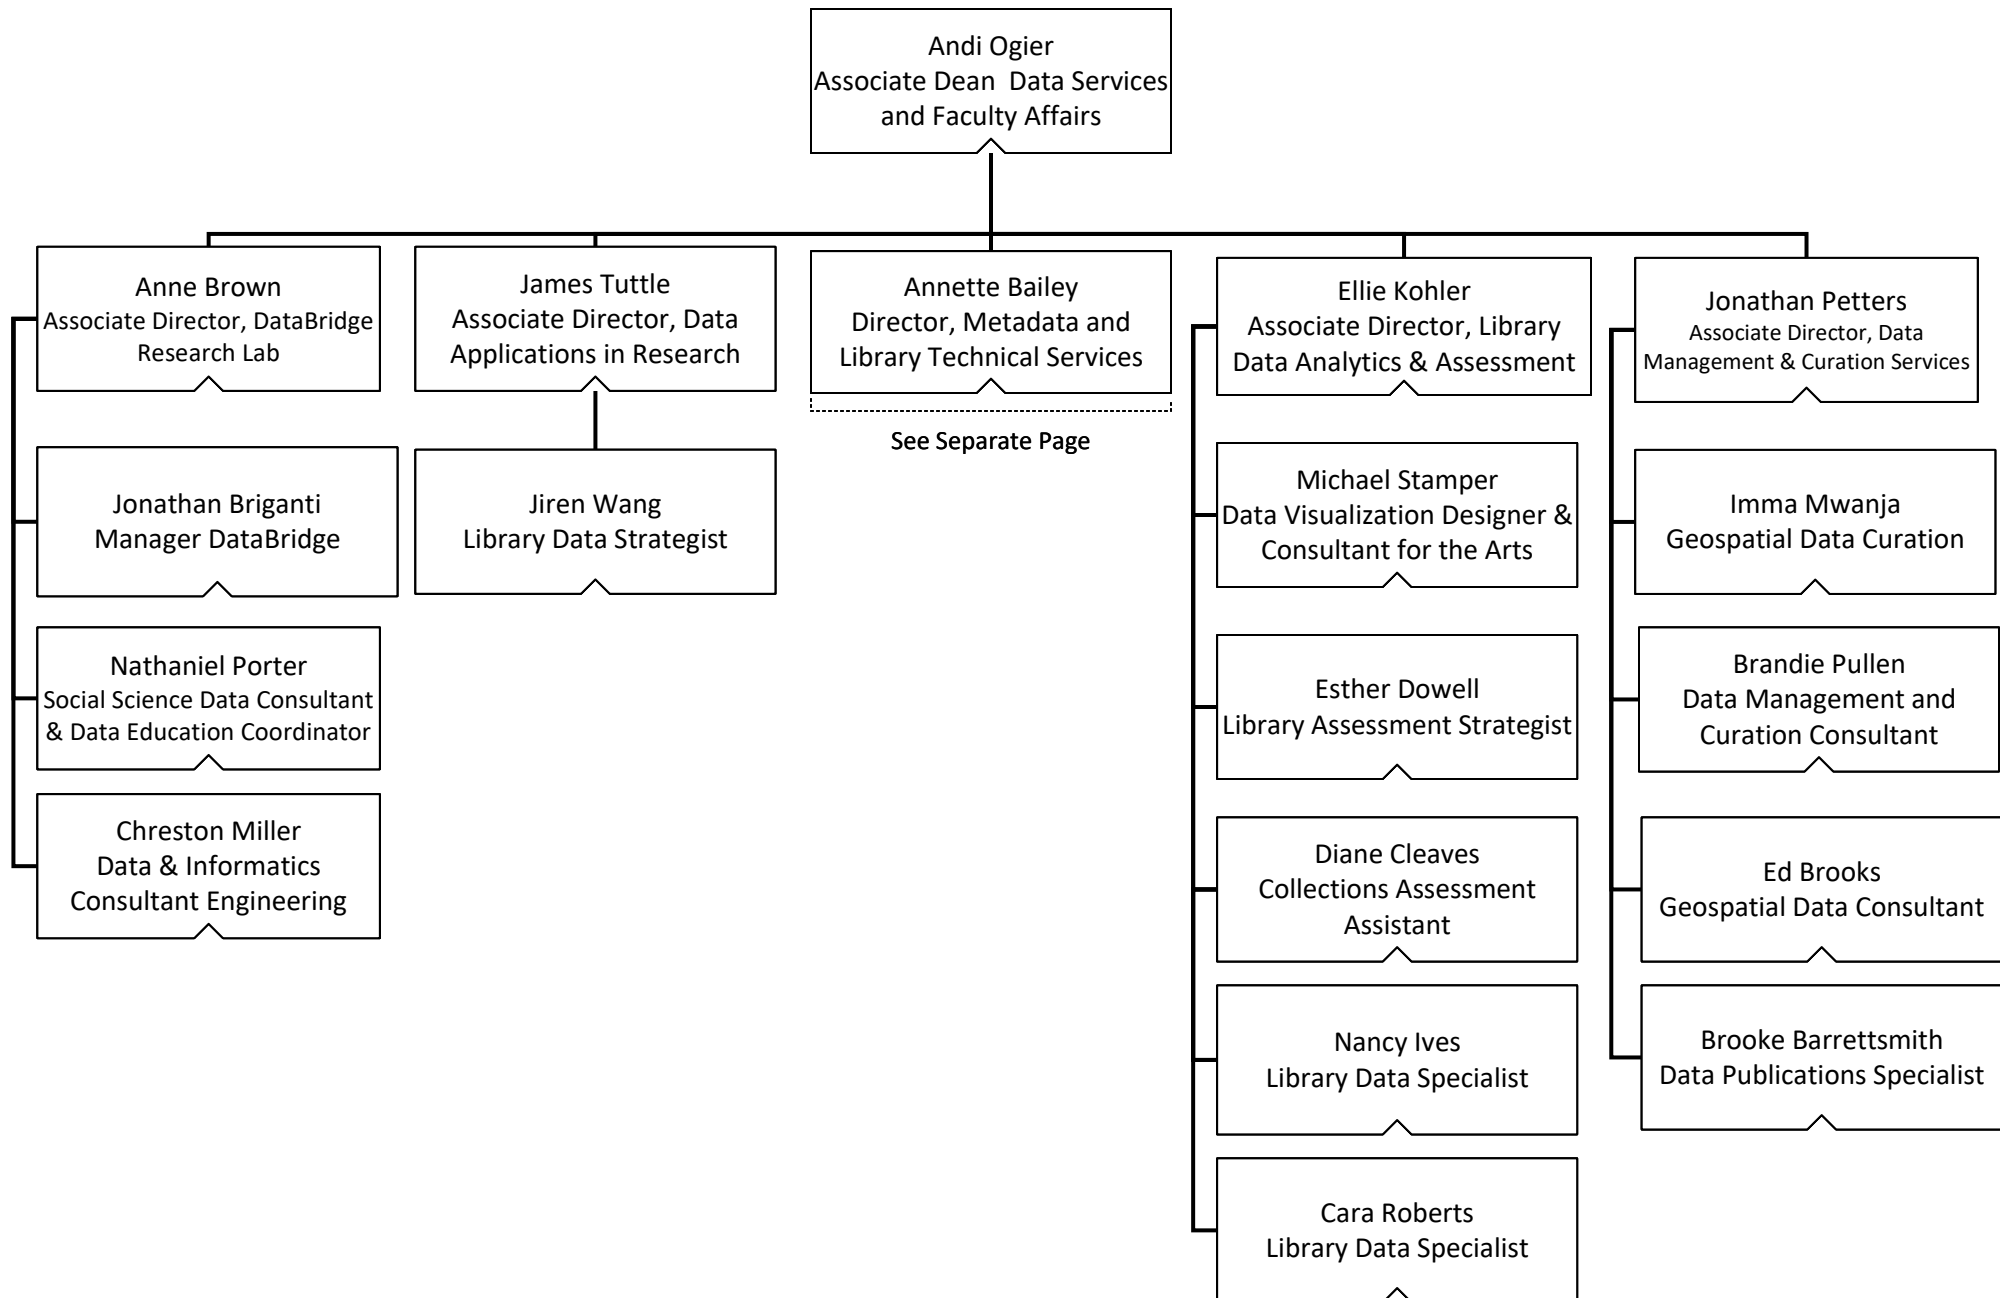 Andi Ogier
Associate Dean  Data Services
and Faculty Affairs
Anne Brown
Associate Director, DataBridge
Research Lab
James Tuttle
Associate Director, Data
Applications in Research
Annette Bailey
Director, Metadata and
Library Technical Services
See Separate Page
Ellie Kohler
Associate Director, Library
Data Analytics & Assessment
Jonathan Petters
Associate Director, Data
Management & Curation Services
Jonathan Briganti
Manager DataBridge
Nathaniel Porter
Social Science Data Consultant
& Data Education Coordinator
Chreston Miller
Data & Informatics
Consultant Engineering
Jiren Wang
Library Data Strategist
Michael Stamper
Data Visualization Designer &
Consultant for the Arts
Esther Dowell
Library Assessment Strategist
Diane Cleaves
Collections Assessment
Assistant
Nancy Ives
Library Data Specialist
Cara Roberts
Library Data Specialist
Imma Mwanja
Geospatial Data Curation
Brandie Pullen
Data Management and
Curation Consultant
Ed Brooks
Geospatial Data Consultant
Brooke Barrettsmith
Data Publications Specialist